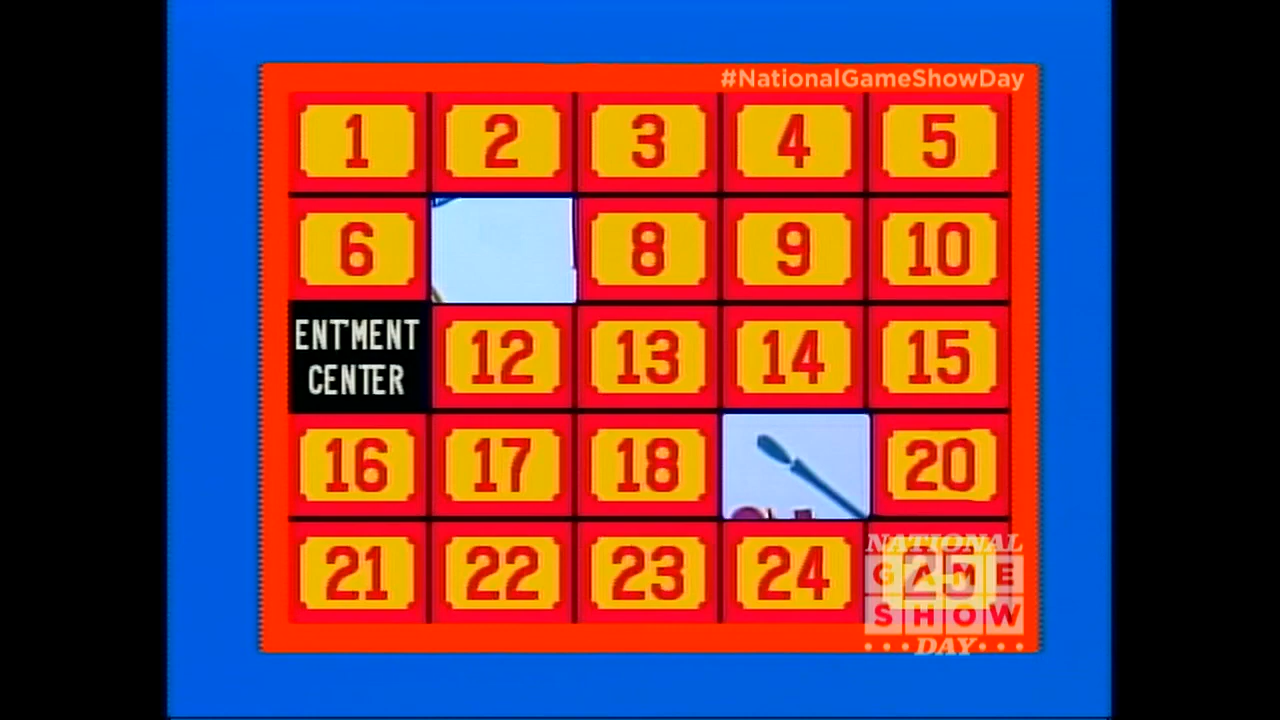 #NationalGameShowDay
1 2 3 4 5
6 8 9 10
ENT'MENT
CENTER
12 13 14 15
16 17 18 20
21 22 23 24 25
NATIONAL
GAME
SHOW
DAY